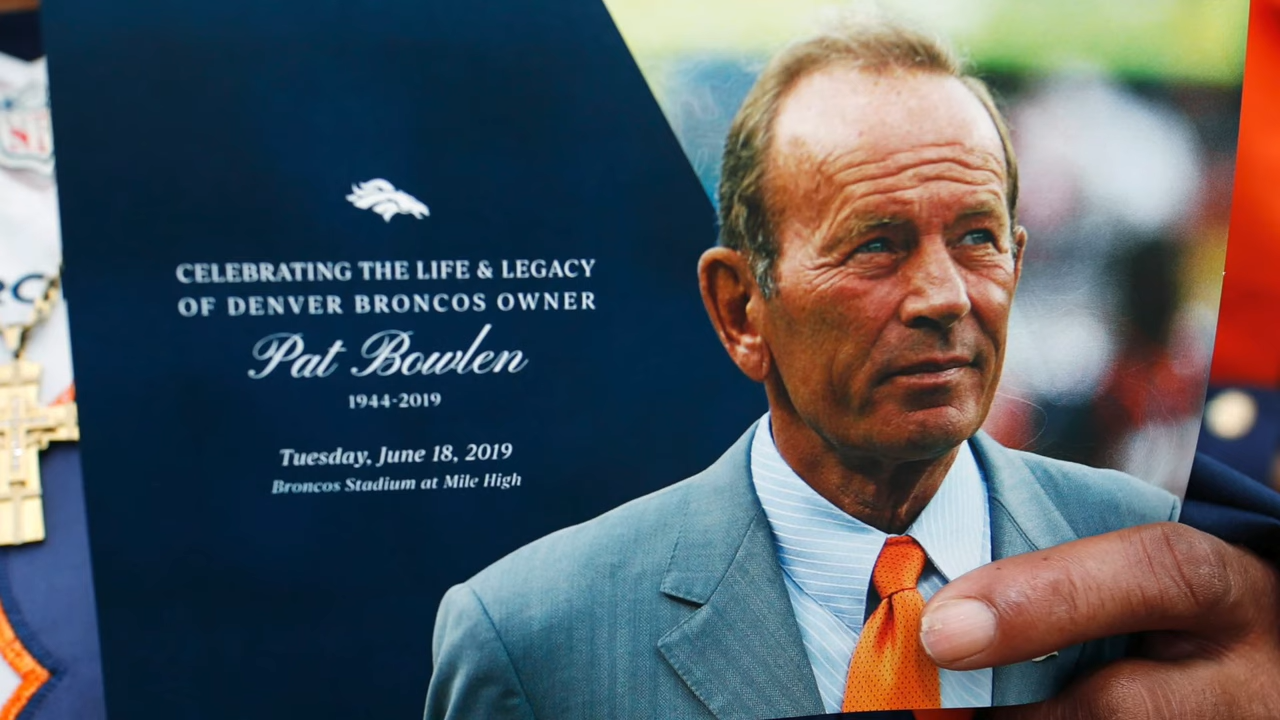 CELEBRATING THE LIFE & LEGACY
OF DENVER BRONCOS OWNER
Pat Bowlen
1944-2019
Tuesday, June 18, 2019
Broncos Stadium at Mile High